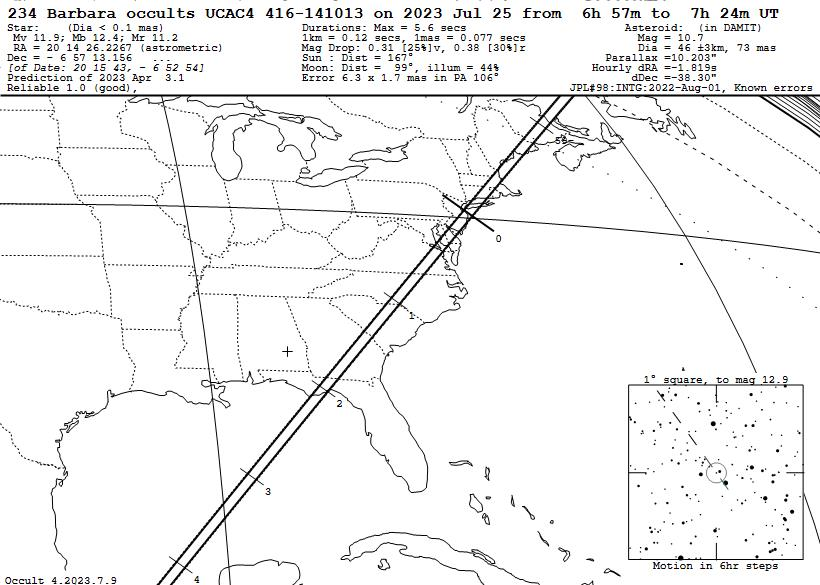 234 Barbara occults UCAC4 416-141013 on 2023 Jul 25 from 6h 57m to 7h 24m UT
Star: (Dia < 0.1 mas)
Mv 11.9; Mb 12.4; Mr 11.2
RA = 20 14 26.2267 (astrometric)
Dec = - 6 57 13.156 ...
[of Date: 20 15 43, - 6 52 54]
Prediction of 2023 Apr 3.1
Reliable 1.0 (good),
Durations: Max = 5.6 secs
1km = 0.12 secs, 1mas = 0.077 secs
Mag Drop: 0.31 [25%]v, 0.38 [30%]r
Sun : Dist = 167°
Moon: Dist = 99°, illum = 44%
Error 6.3 x 1.7 mas in PA 106°
Asteroid: (in DAMIT)
Mag = 10.7
Dia = 46 ±3km, 73 mas
Parallax =10.203"
Hourly dRA =-1.819s
dDec =-38.30"
JPL#98:INTG:2022-Aug-01, Known errors
59
0
1
2
3
4
1° square, to mag 12.9
Motion in 6hr steps
Occult 4.2023.7.9